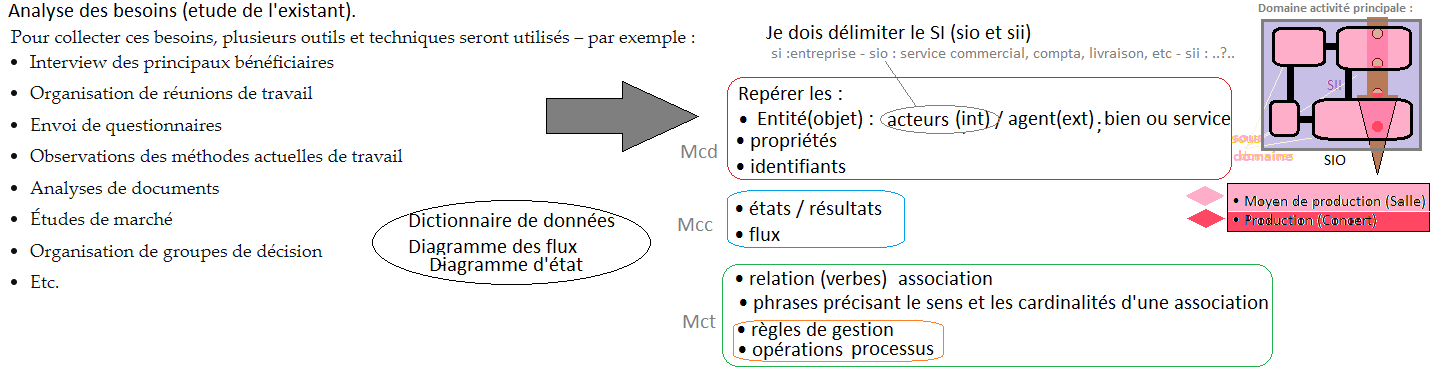 Analyse des besoins (etude de l'existant).
Pour collecter ces besoins, plusieurs outils et techniques seront utilisés – par exemple :
• Interview des principaux bénéficiaires
• Organisation de réunions de travail
• Envoi de questionnaires
• Observations des méthodes actuelles de travail
• Analyses de documents
• Études de marché
• Organisation de groupes de décision
• Etc.
Dictionnaire de données
Diagramme des flux
Diagramme d'état
Je dois délimiter le SI (sio et sii)
si :entreprise - sio : service commercial, compta, livraison, etc - sii : ..?..
Mcd
Repérer les :
• Entité(objet) : acteurs (int) / agent(ext) ; bien ou service
• propriétés
• identifiants
Mcc
• états / résultats
• flux
Mct
• relation (verbes) association
• phrases précisant le sens et les cardinalités d'une association
• règles de gestion
• opérations processus
Domaine activité principale :
SII
sous
domaine
SIO
• Moyen de production (Salle)
• Production (Concert)